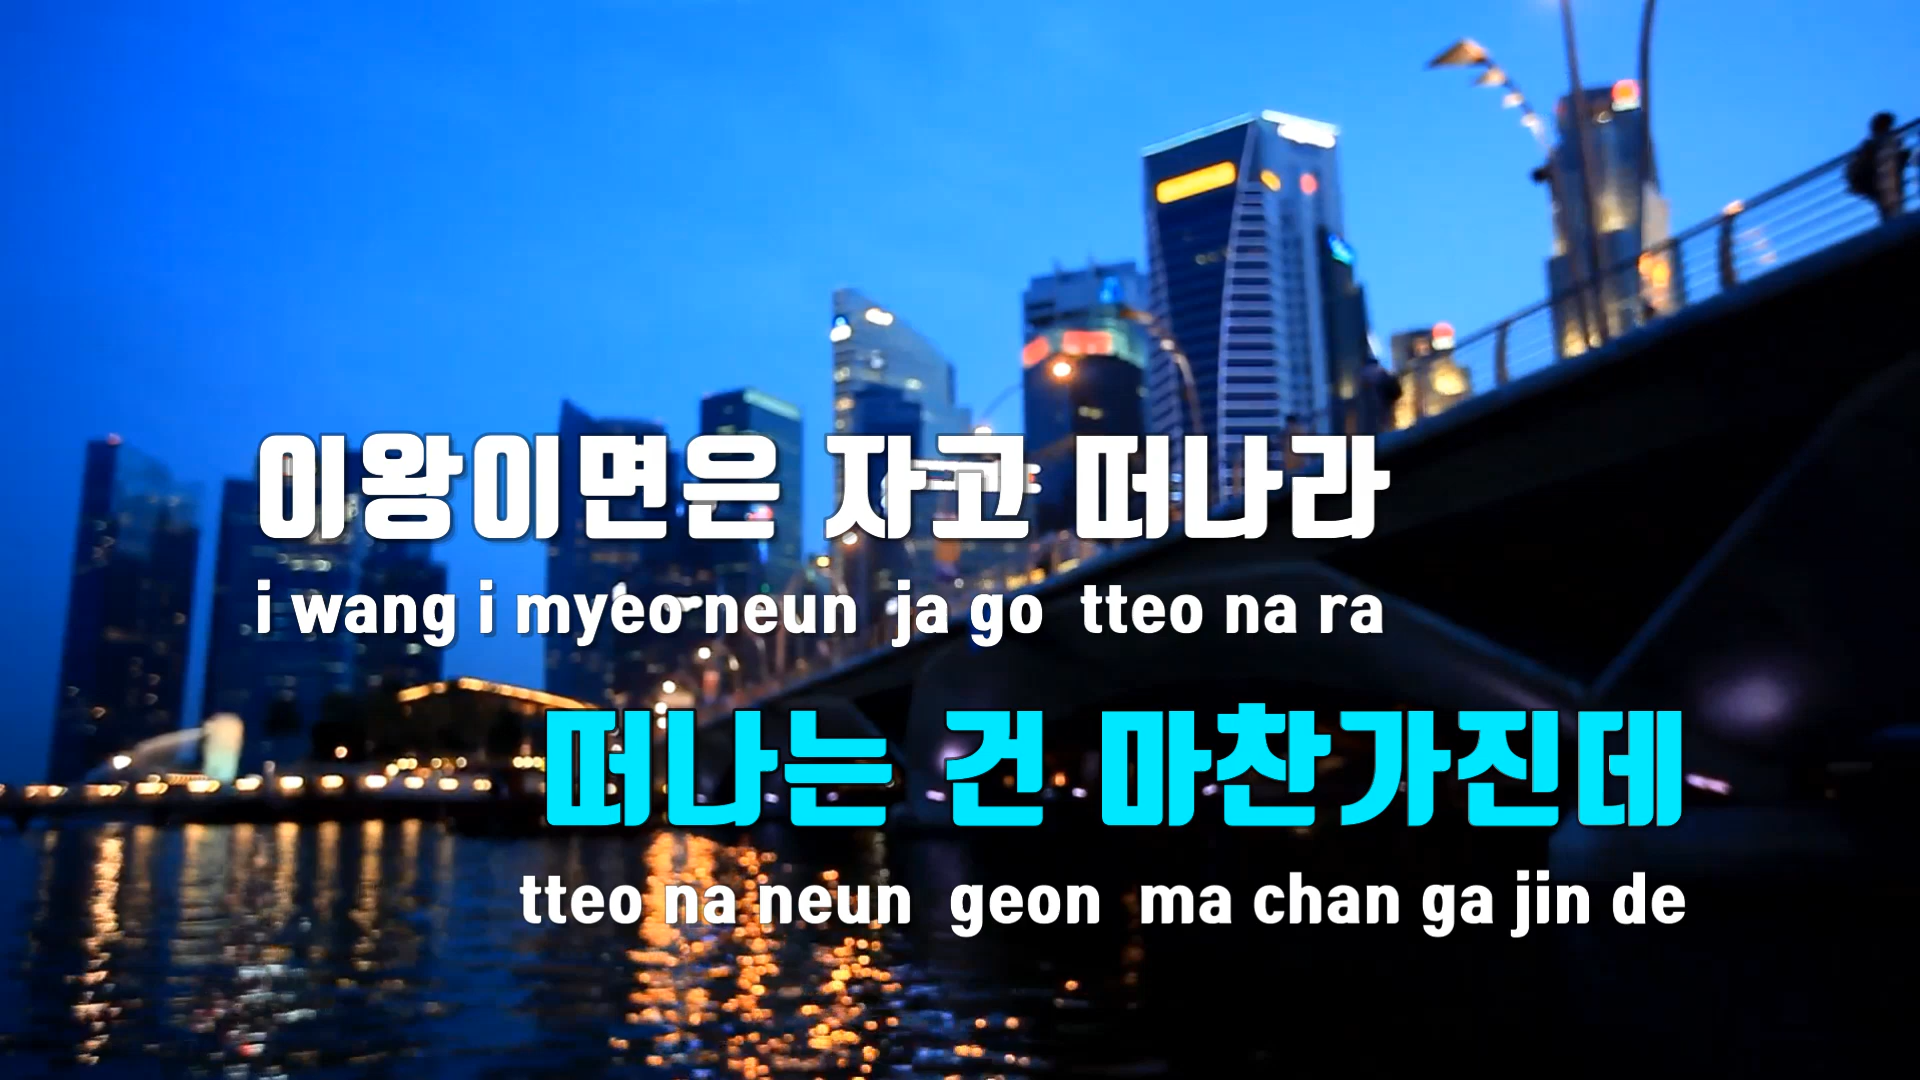 이왕이면은 자고 떠나라
i wang i myeo neun ja go tteo na ra
떠나는 건 마찬가진데
tteo na neun geon ma chan ga jin de